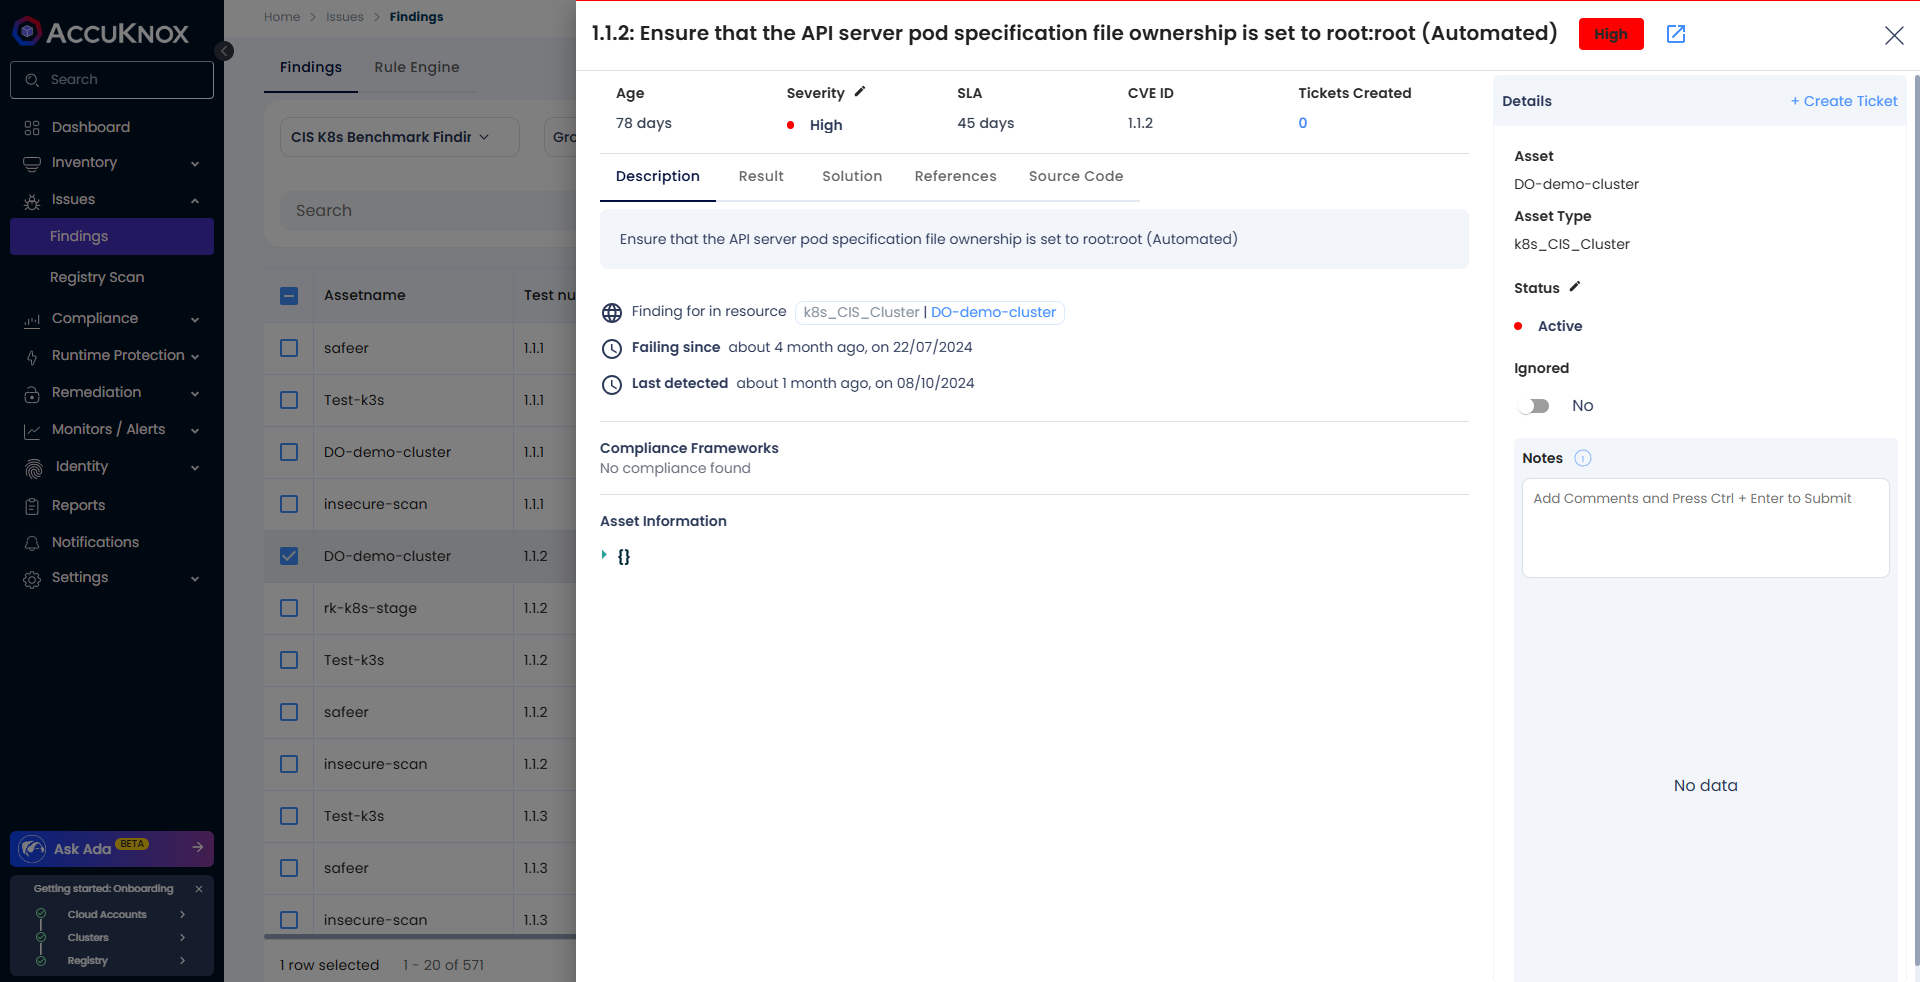 ACCUKNOX
Search
Dashboard
Inventory
Issues
Findings
Registry Scan
Compliance
Runtime Protection
Remediation
Monitors / Alerts
Identity
Reports
Notifications
Settings
Ask Ada BETA
Getting started: Onboarding
Cloud Accounts
Clusters
Registry
Home > Issues > Findings
Findings Rule Engine
CIS K8s Benchmark Findin
Gro
Search
Assetname Test nu
safeer 1.1.1
Test-k3s 1.1.1
DO-demo-cluster 1.1.1
insecure-scan 1.1.1
DO-demo-cluster 1.1.2
rk-k8s-stage 1.1.2
Test-k3s 1.1.2
safeer 1.1.2
insecure-scan 1.1.2
Test-k3s 1.1.3
safeer 1.1.3
insecure-scan 1.1.3
1 row selected 1 - 20 of 571
1.1.2: Ensure that the API server pod specification file ownership is set to root:root (Automated) High
Age Severity SLA CVE ID Tickets Created
78 days High 45 days 1.1.2 0
Description Result Solution References Source Code
Ensure that the API server pod specification file ownership is set to root:root (Automated)
Finding for in resource k8s_CIS_Cluster | DO-demo-cluster
Failing since about 4 month ago, on 22/07/2024
Last detected about 1 month ago, on 08/10/2024
Compliance Frameworks
No compliance found
Asset Information
{}
Details + Create Ticket
Asset
DO-demo-cluster
Asset Type
k8s_CIS_Cluster
Status
Active
Ignored
No
Notes
Add Comments and Press Ctrl + Enter to Submit
No data